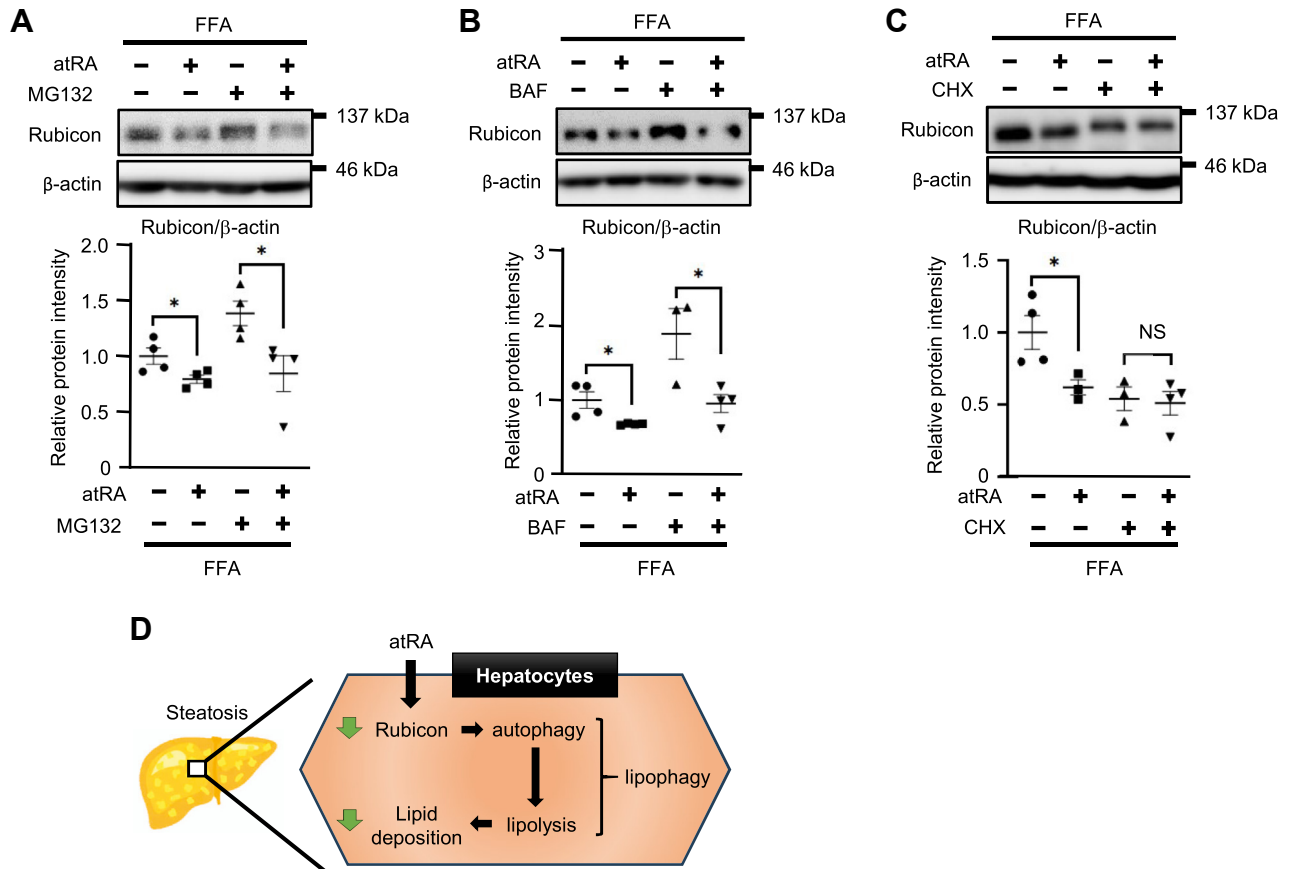 A
FFA
atRA − + − +
MG132 − − + +
Rubicon
137 kDa
β-actin
46 kDa
Rubicon/β-actin
Relative protein intensity
2.0
1.5
1.0
0.5
0
*
*
atRA − + − +
MG132 − − + +
FFA
B
FFA
atRA − + − +
BAF − − + +
Rubicon
137 kDa
β-actin
46 kDa
Rubicon/β-actin
Relative protein intensity
3
2
1
0
*
*
atRA − + − +
BAF − − + +
FFA
C
FFA
atRA − + − +
CHX − − + +
Rubicon
137 kDa
β-actin
46 kDa
Rubicon/β-actin
Relative protein intensity
1.5
1.0
0.5
0
*
NS
atRA − + − +
CHX − − + +
FFA
D
atRA
Hepatocytes
Steatosis
Rubicon
autophagy
lipophagy
Lipid
deposition
lipolysis